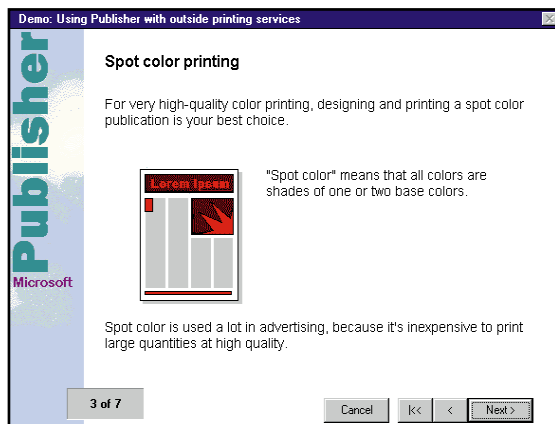 Demo: Using Publisher with outside printing services
Publisher
Microsoft
Spot color printing
For very high-quality color printing, designing and printing a spot color
publication is your best choice.
Lorem Ipsum
"Spot color" means that all colors are
shades of one or two base colors.
Spot color is used a lot in advertising, because it's inexpensive to print
large quantities at high quality.
3 of 7
Cancel
|<<
<
Next >